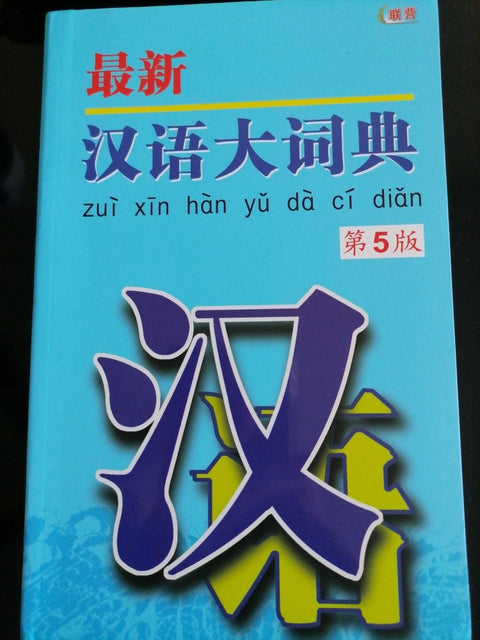 联营
最新
汉语大词典
zuì xīn hàn yǔ dà cí diǎn
第5版
汉
语